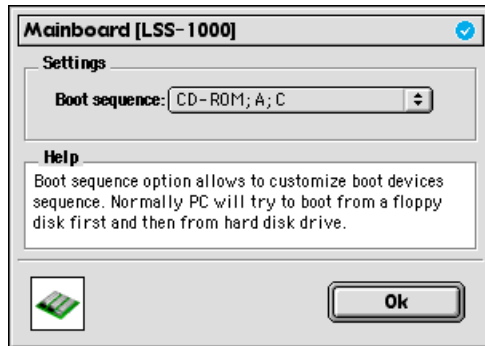 Mainboard [LSS-1000]
Settings
Boot sequence: CD-ROM; A; C
Help
Boot sequence option allows to customize boot devices
sequence. Normally PC will try to boot from a floppy
disk first and then from hard disk drive.
Ok